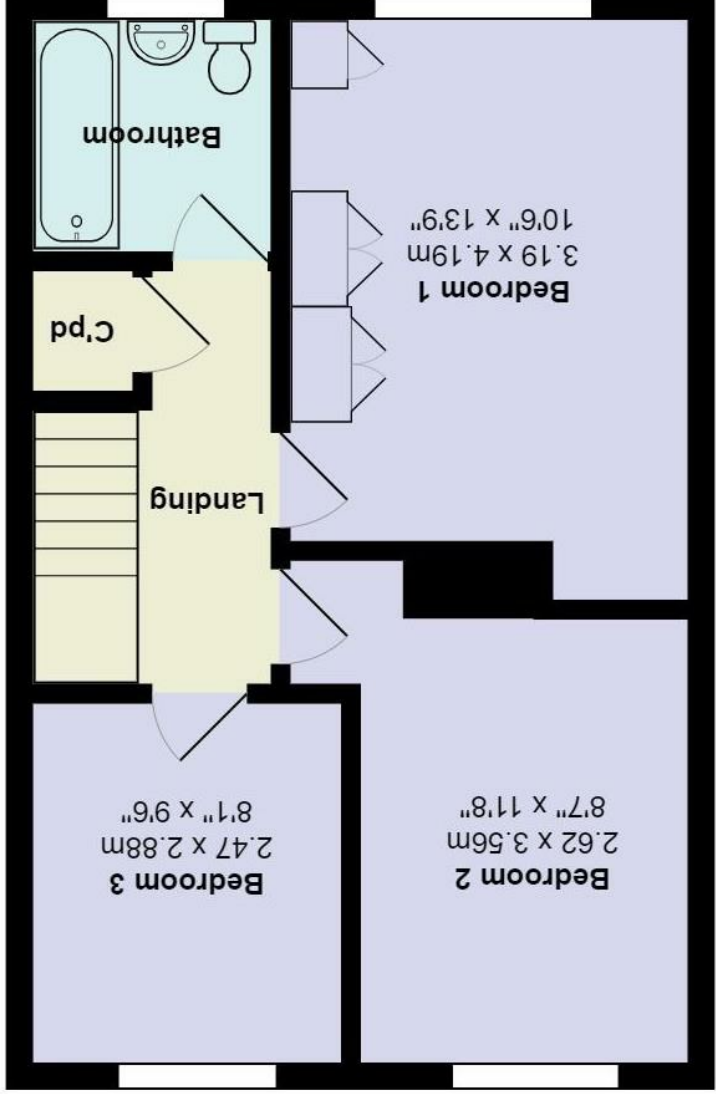 Bedroom 2
2.62 x 3.56m
8'7" x 11'8"
Bedroom 3
2.47 x 2.88m
8'1" x 9'6"
Landing
C'pd
Bedroom 1
3.19 x 4.19m
10'6" x 13'9"
Bathroom